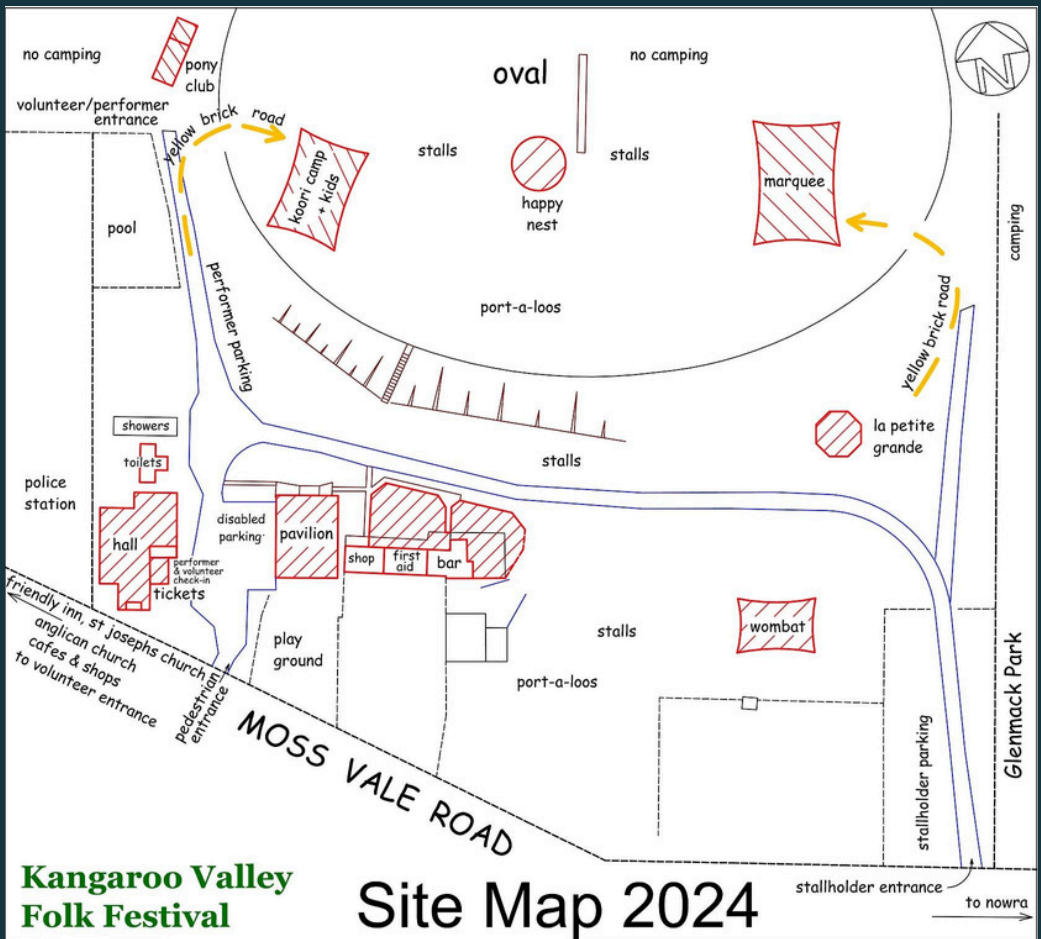 no camping
pony
club
volunteer/performer
entrance
yellow brick road
oval
no camping
N
koori camp
+ kids
stalls
happy
nest
stalls
marquee
camping
pool
performer parking
port-a-loos
yellow brick road
la petite
grande
showers
toilets
stalls
police
station
hall
disabled
parking
pavilion
shop
first
aid
bar
performer
& volunteer
check-in
tickets
friendly inn, st josephs church
anglican church
cafes & shops
to volunteer entrance
pedestrian
entrance
play
ground
stalls
wombat
port-a-loos
Glenmack Park
stallholder parking
MOSS VALE ROAD
stallholder entrance
to nowra
Kangaroo Valley
Folk Festival
Site Map 2024